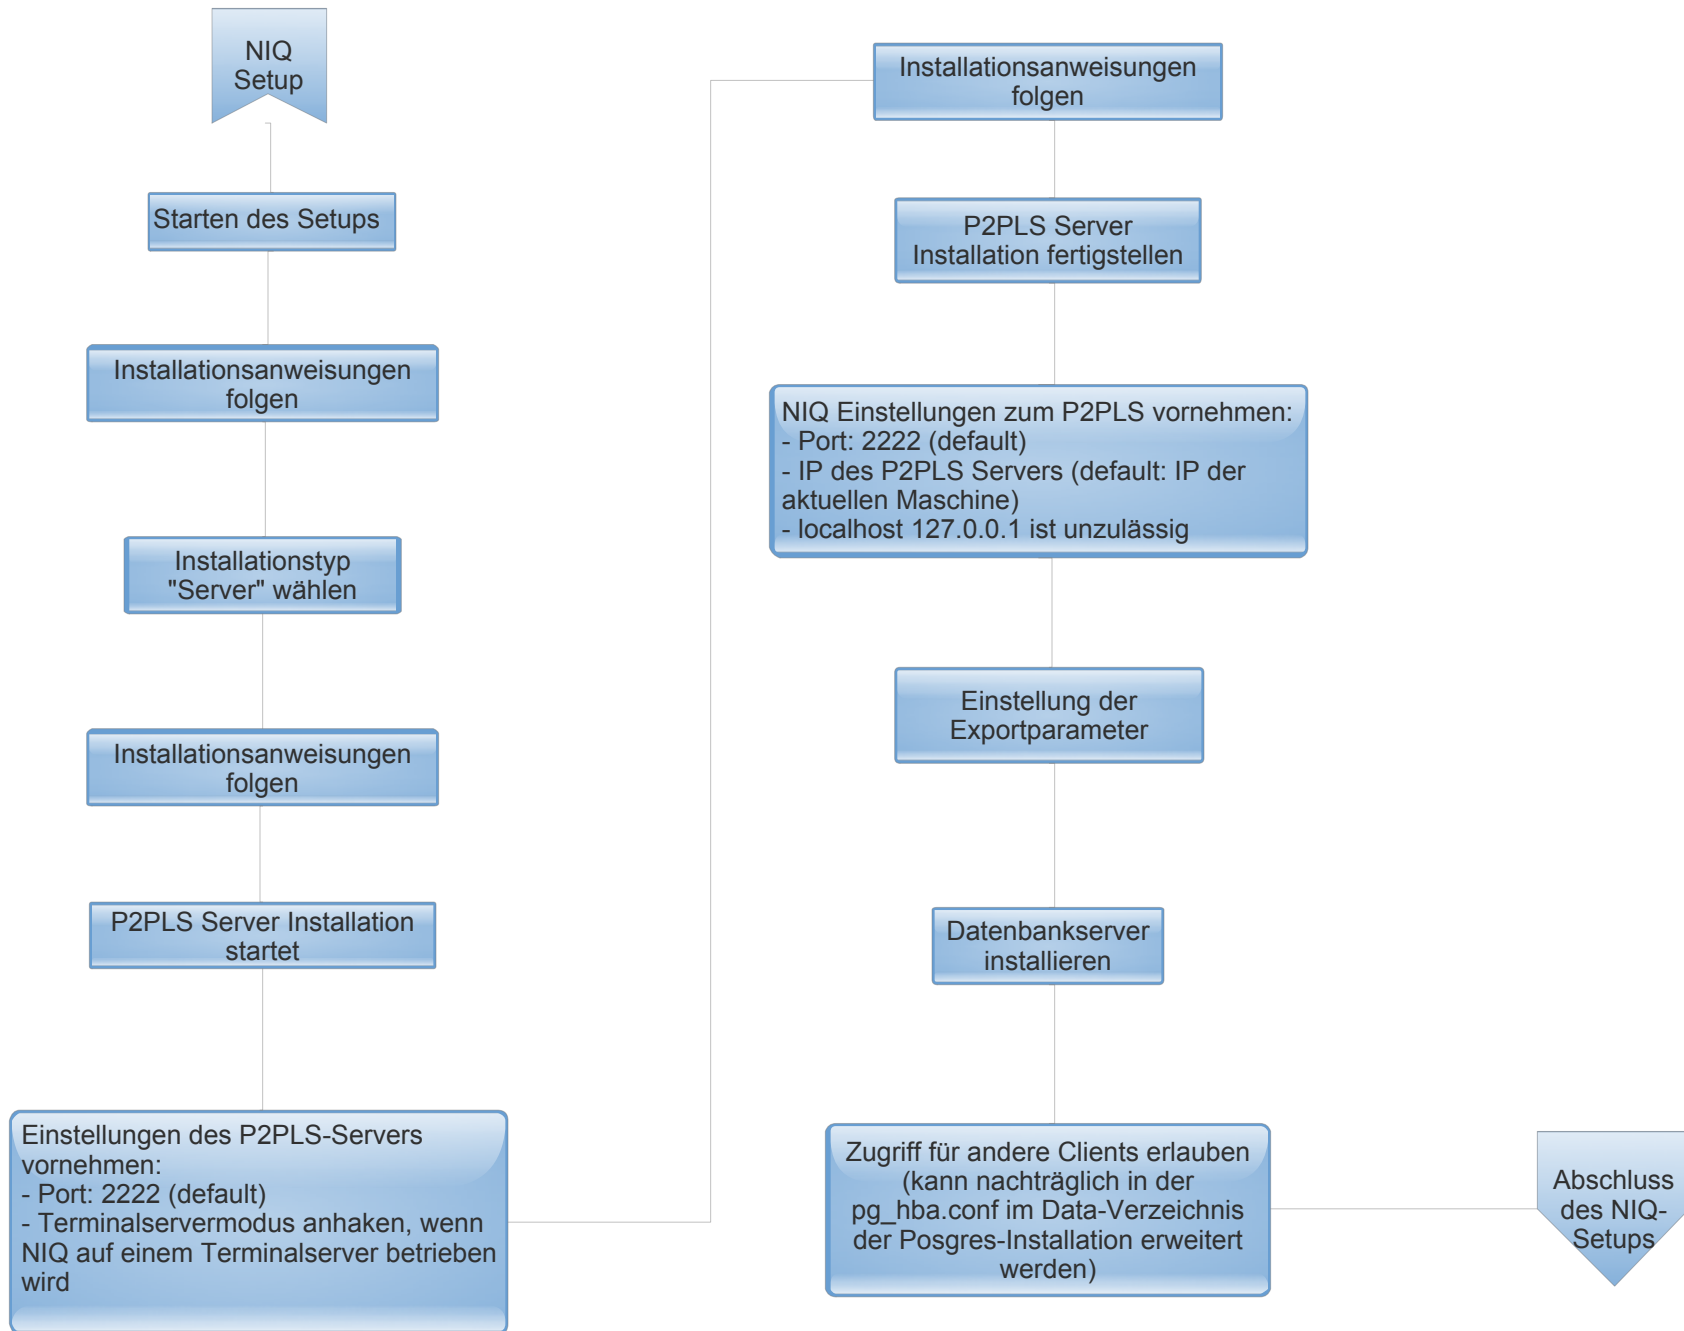 NIQ
Setup
Starten des Setups
Installationsanweisungen
folgen
Installationstyp
"Server" wählen
Installationsanweisungen
folgen
P2PLS Server Installation
startet
Einstellungen des P2PLS-Servers
vornehmen:
- Port: 2222 (default)
- Terminalservermodus anhaken, wenn
NIQ auf einem Terminalserver betrieben
wird
Installationsanweisungen
folgen
P2PLS Server
Installation fertigstellen
NIQ Einstellungen zum P2PLS vornehmen:
- Port: 2222 (default)
- IP des P2PLS Servers (default: IP der
aktuellen Maschine)
- localhost 127.0.0.1 ist unzulässig
Einstellung der
Exportparameter
Datenbankserver
installieren
Zugriff für andere Clients erlauben
(kann nachträglich in der
pg_hba.conf im Data-Verzeichnis
der Posgres-Installation erweitert
werden)
Abschluss
des NIQ-
Setups